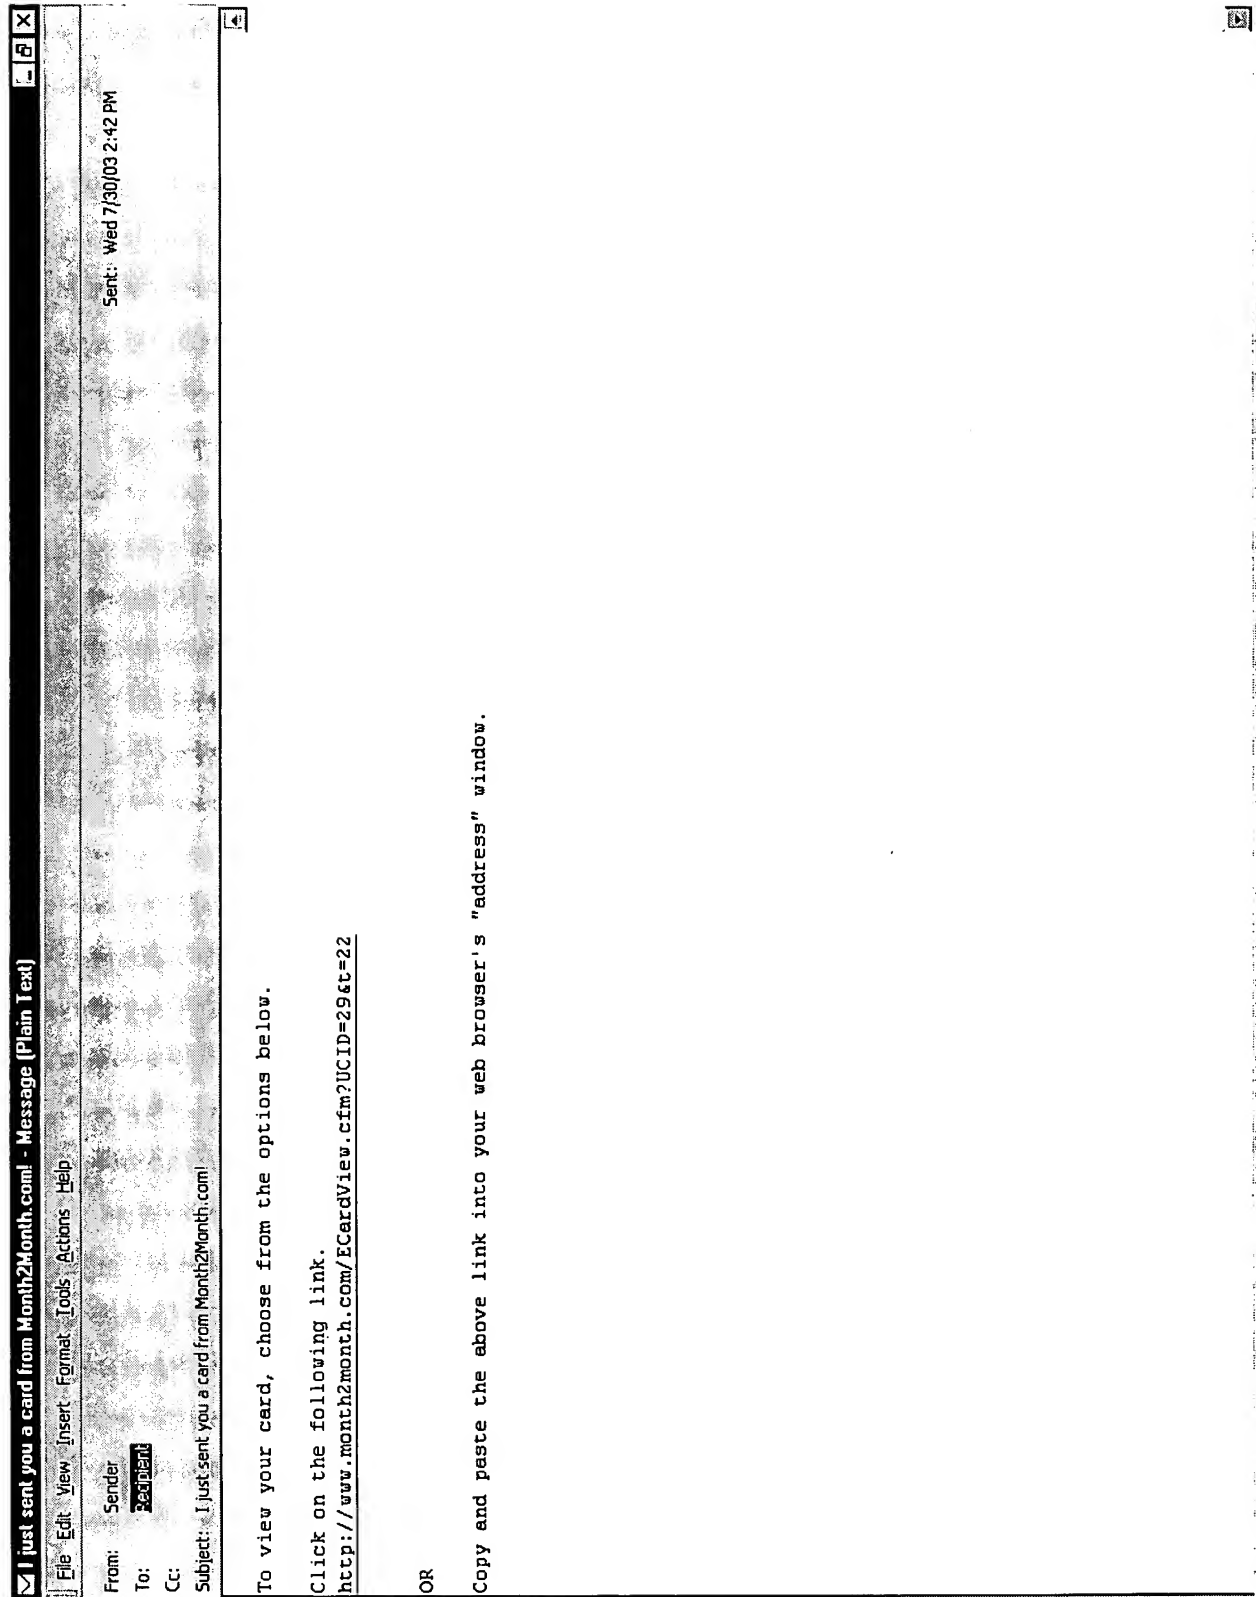 I just sent you a card from Month2Month.com! - Message (Plain Text)
File Edit View Insert Format Tools Actions Help
From: Sender Sent: Wed 7/30/03 2:42 PM
To: Recipient
Cc:
Subject: I just sent you a card from Month2Month.com!
To view your card, choose from the options below.
Click on the following link.
http://www.month2month.com/ECardView.cfm?UCID=29&t=22
OR
Copy and paste the above link into your web browser's "address" window.